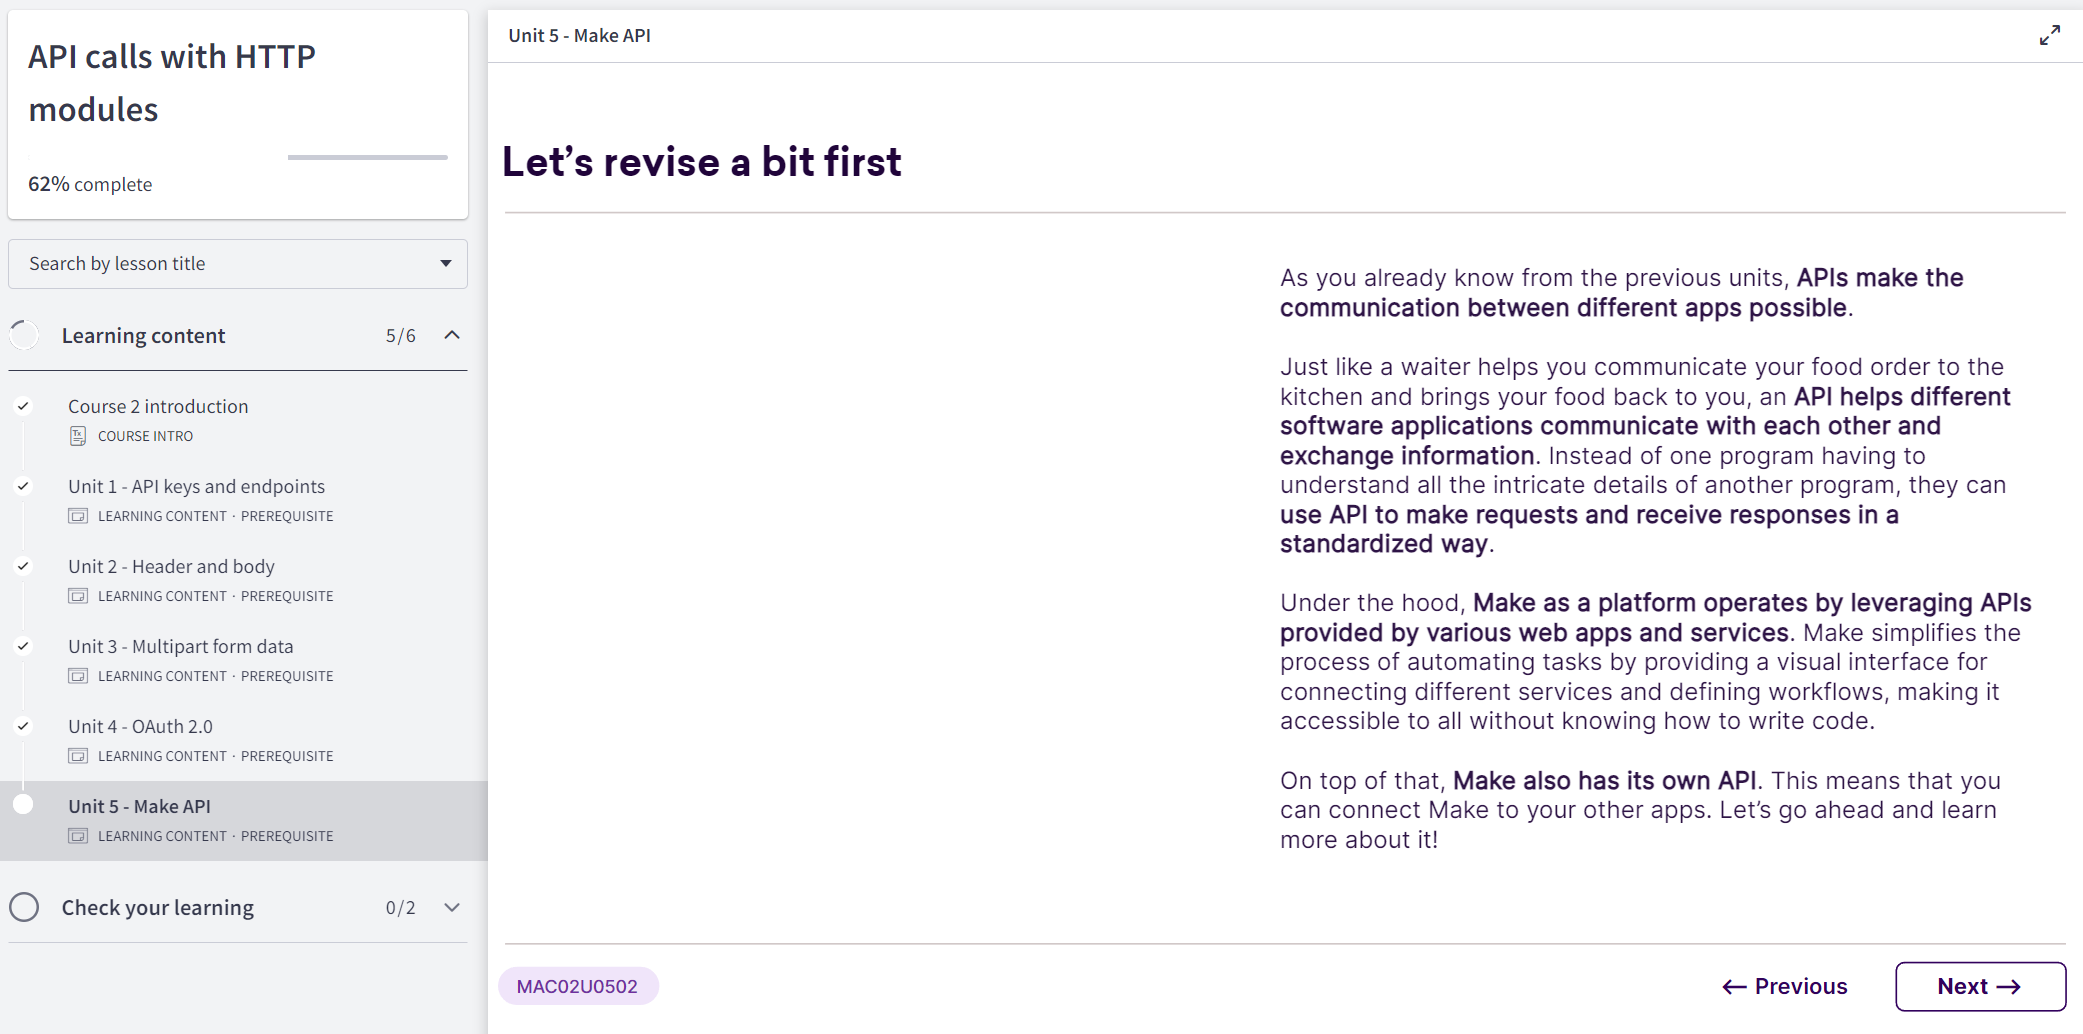 API calls with HTTP
modules
62% complete
Search by lesson title
Learning content 5/6
Course 2 introduction
COURSE INTRO
Unit 1 - API keys and endpoints
LEARNING CONTENT · PREREQUISITE
Unit 2 - Header and body
LEARNING CONTENT · PREREQUISITE
Unit 3 - Multipart form data
LEARNING CONTENT · PREREQUISITE
Unit 4 - OAuth 2.0
LEARNING CONTENT · PREREQUISITE
Unit 5 - Make API
LEARNING CONTENT · PREREQUISITE
Check your learning 0/2
Unit 5 - Make API
Let’s revise a bit first
As you already know from the previous units, APIs make the
communication between different apps possible.
Just like a waiter helps you communicate your food order to the
kitchen and brings your food back to you, an API helps different
software applications communicate with each other and
exchange information. Instead of one program having to
understand all the intricate details of another program, they can
use API to make requests and receive responses in a
standardized way.
Under the hood, Make as a platform operates by leveraging APIs
provided by various web apps and services. Make simplifies the
process of automating tasks by providing a visual interface for
connecting different services and defining workflows, making it
accessible to all without knowing how to write code.
On top of that, Make also has its own API. This means that you
can connect Make to your other apps. Let’s go ahead and learn
more about it!
MAC02U0502
← Previous
Next →